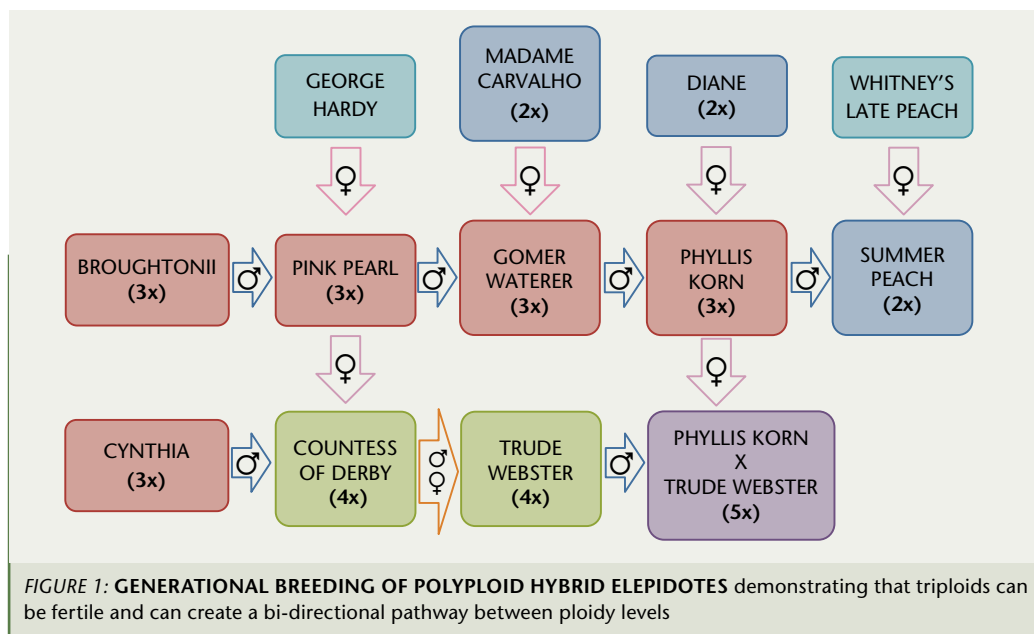 GEORGE
HARDY
MADAME
CARVALHO
(2x)
DIANE
(2x)
WHITNEY'S
LATE PEACH
♀
♀
♀
♀
BROUGHTONII
(3x)
♂
PINK PEARL
(3x)
♂
GOMER
WATERER
(3x)
♂
PHYLLIS
KORN
(3x)
♂
SUMMER
PEACH
(2x)
♀
♀
CYNTHIA
(3x)
♂
COUNTESS
OF DERBY
(4x)
♂
♀
TRUDE
WEBSTER
(4x)
♂
PHYLLIS KORN
X
TRUDE WEBSTER
(5x)
FIGURE 1: GENERATIONAL BREEDING OF POLYPLOID HYBRID ELEPIDOTES demonstrating that triploids can
be fertile and can create a bi-directional pathway between ploidy levels